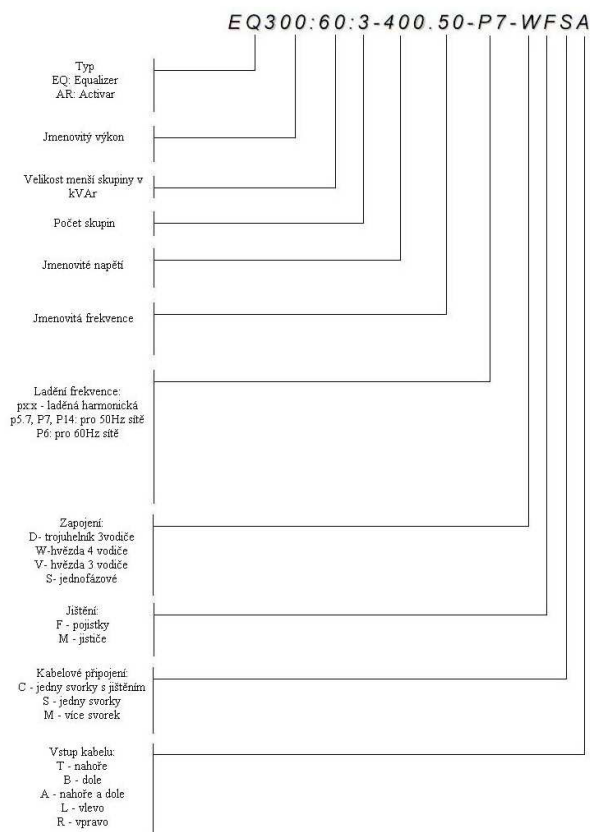 EQ300:60:3-400.50-P7-WFSA
Typ
EQ: Equalizer
AR: Activar
Jmenovitý výkon
Velikost menší skupiny v
kVAr
Počet skupin
Jmenovité napětí
Jmenovitá frekvence
Ladění frekvence:
px.x - laděná harmonická
p5.7, P7, P14: pro 50Hz sítě
P6: pro 60Hz sítě
Zapojení:
D- trojuhelník 3vodiče
W-hvězda 4 vodiče
V- hvězda 3 vodiče
S- jednofázové
Jištění:
F - pojistky
M - jističe
Kabelové připojení:
C - jedny svorky s jištěním
S - jedny svorky
M - více svorek
Vstup kabelu:
T - nahoře
B - dole
A - nahoře a dole
L - vlevo
R - vpravo